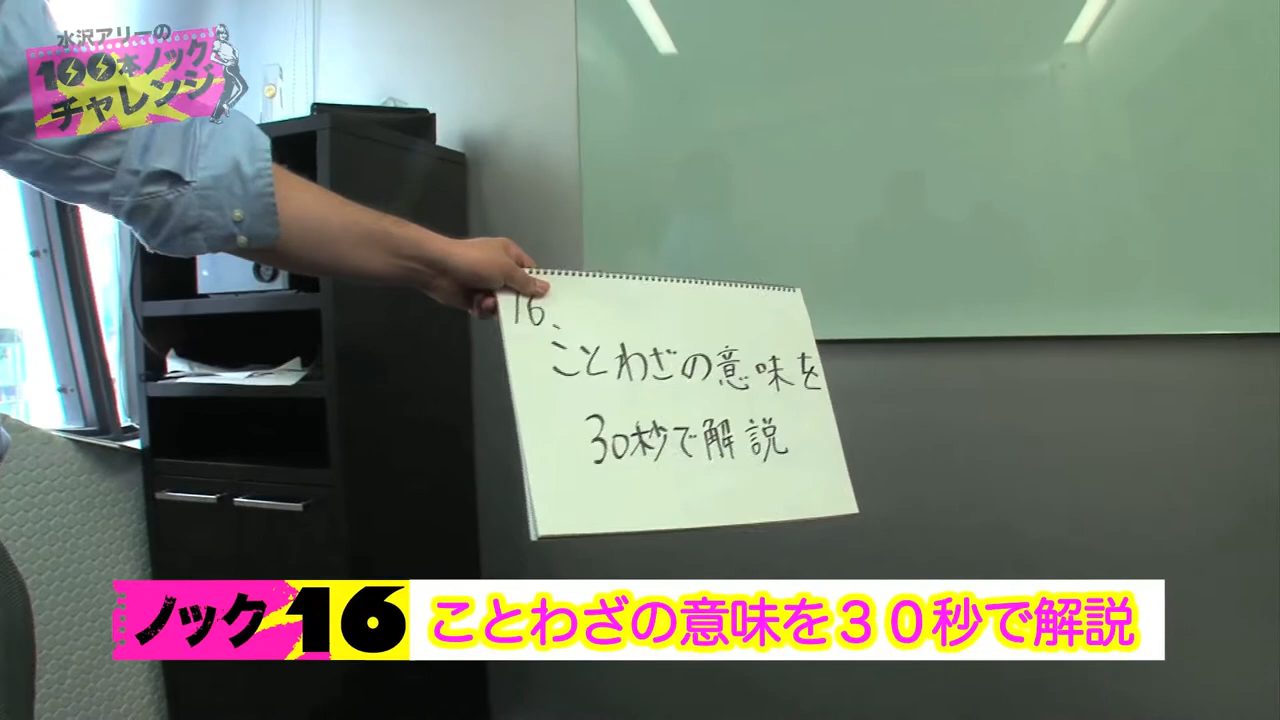 水沢アリーの
100本ノック
チャレンジ
16、
ことわざの意味を
30秒で解説
ノック16 ことわざの意味を３０秒で解説